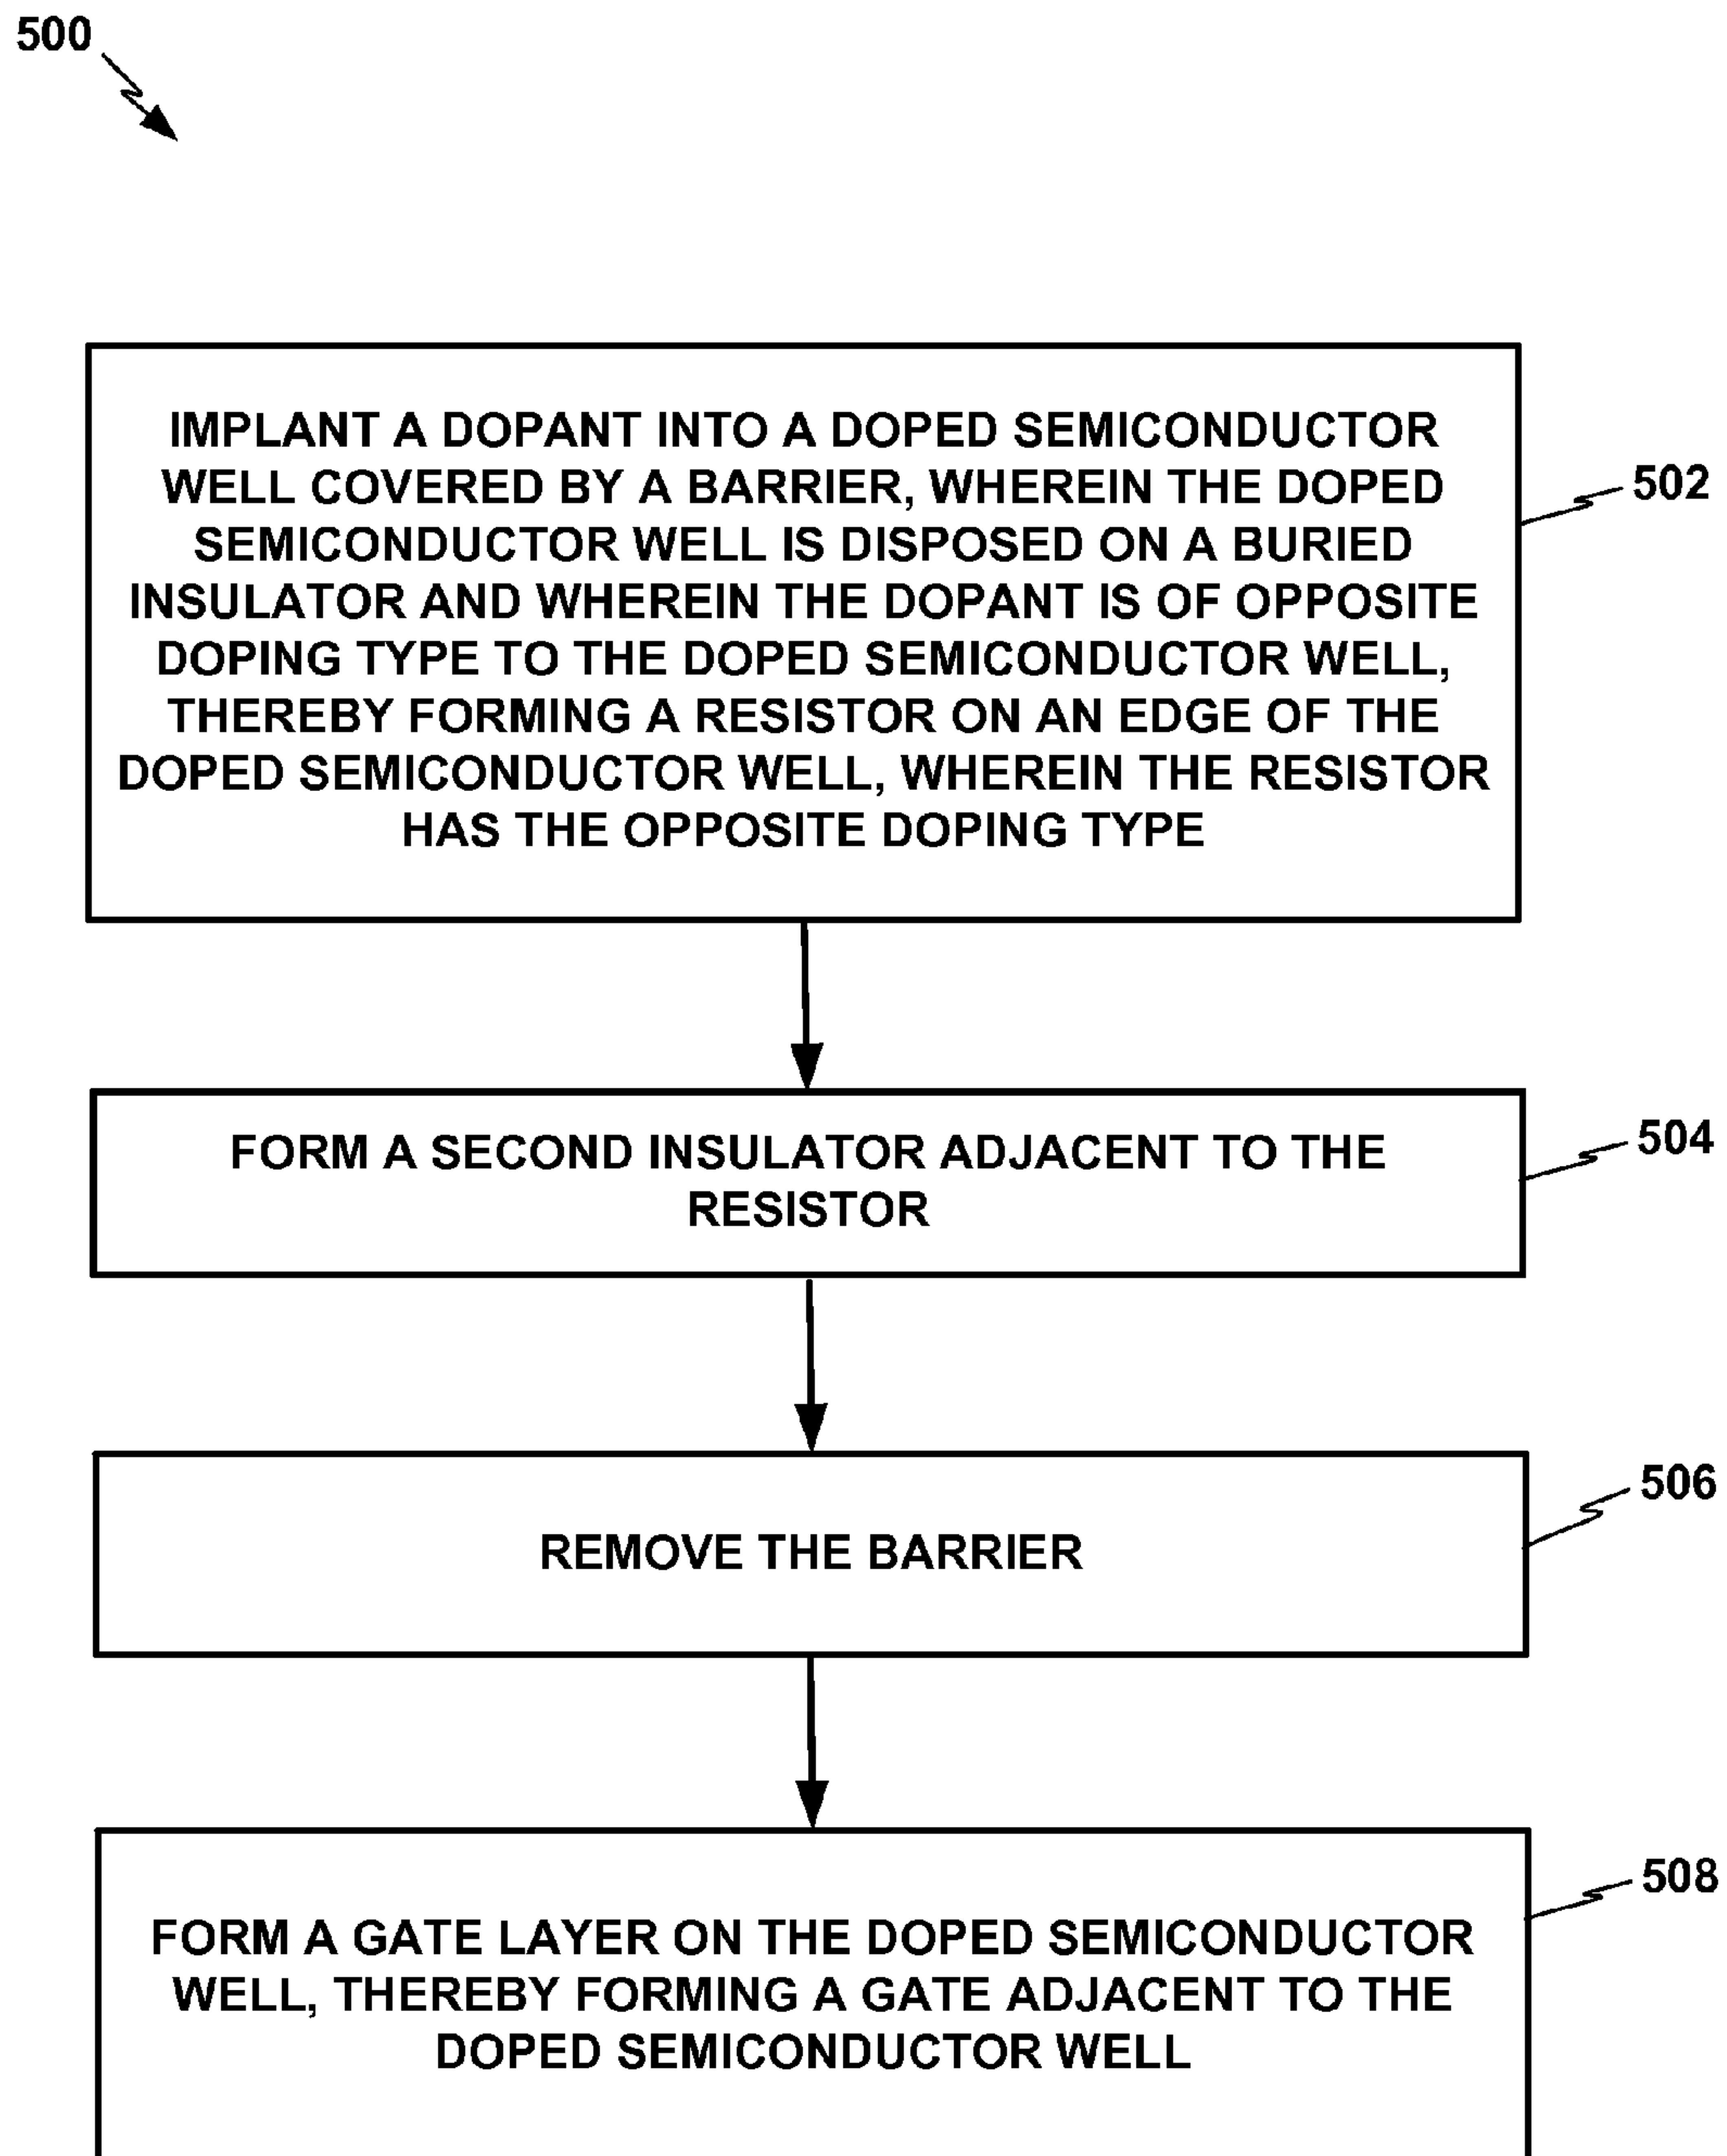 500
IMPLANT A DOPANT INTO A DOPED SEMICONDUCTOR
WELL COVERED BY A BARRIER, WHEREIN THE DOPED
SEMICONDUCTOR WELL IS DISPOSED ON A BURIED
INSULATOR AND WHEREIN THE DOPANT IS OF OPPOSITE
DOPING TYPE TO THE DOPED SEMICONDUCTOR WELL,
THEREBY FORMING A RESISTOR ON AN EDGE OF THE
DOPED SEMICONDUCTOR WELL, WHEREIN THE RESISTOR
HAS THE OPPOSITE DOPING TYPE
502
FORM A SECOND INSULATOR ADJACENT TO THE
RESISTOR
504
REMOVE THE BARRIER
506
FORM A GATE LAYER ON THE DOPED SEMICONDUCTOR
WELL, THEREBY FORMING A GATE ADJACENT TO THE
DOPED SEMICONDUCTOR WELL
508